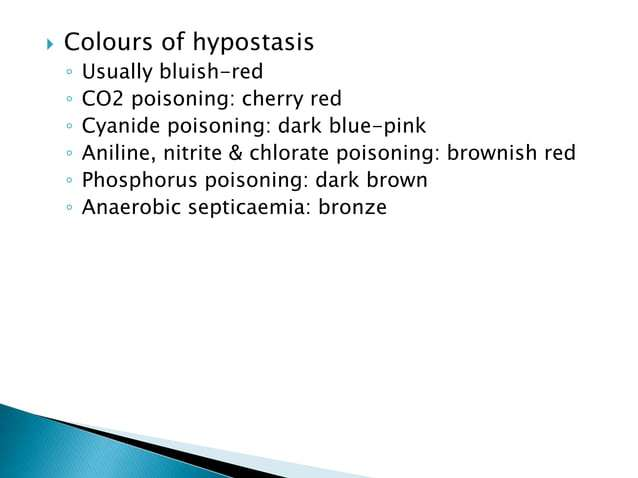 Colours of hypostasis
Usually bluish-red
CO2 poisoning: cherry red
Cyanide poisoning: dark blue-pink
Aniline, nitrite & chlorate poisoning: brownish red
Phosphorus poisoning: dark brown
Anaerobic septicaemia: bronze